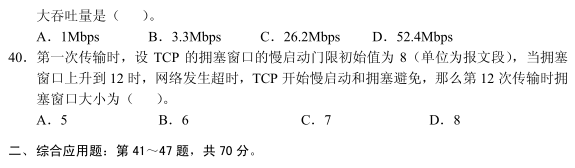 大吞吐量是（  ）。
A．1Mbps  B．3.3Mbps  C．26.2Mbps  D．52.4Mbps
40．第一次传输时，设 TCP 的拥塞窗口的慢启动门限初始值为 8（单位为报文段），当拥塞
窗口上升到 12 时，网络发生超时，TCP 开始慢启动和拥塞避免，那么第 12 次传输时拥
塞窗口大小为（  ）。
A．5  B．6  C．7  D．8
二、综合应用题：第 41～47 题，共 70 分。